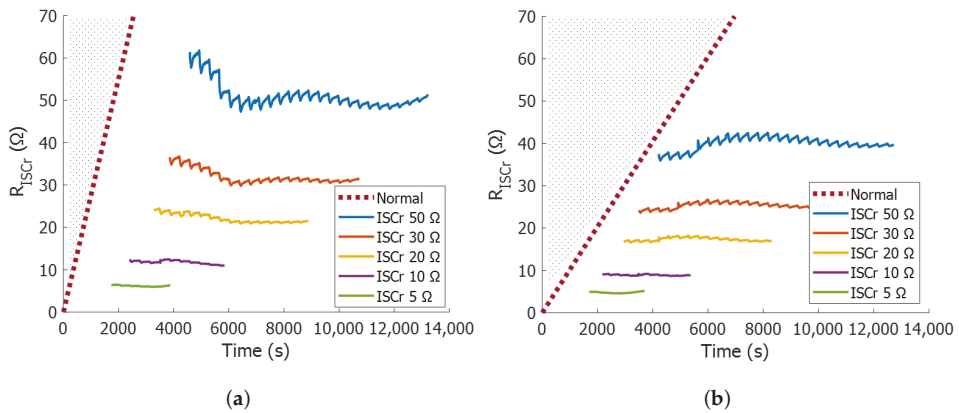 70
60
50
40
30
20
10
0
R_ISCr (Ω)
0 2000 4000 6000 8000 10,000 12,000 14,000
Time (s)
Normal
ISCr 50 Ω
ISCr 30 Ω
ISCr 20 Ω
ISCr 10 Ω
ISCr 5 Ω
(a)
70
60
50
40
30
20
10
0
R_ISCr (Ω)
0 2000 4000 6000 8000 10,000 12,000 14,000
Time (s)
Normal
ISCr 50 Ω
ISCr 30 Ω
ISCr 20 Ω
ISCr 10 Ω
ISCr 5 Ω
(b)